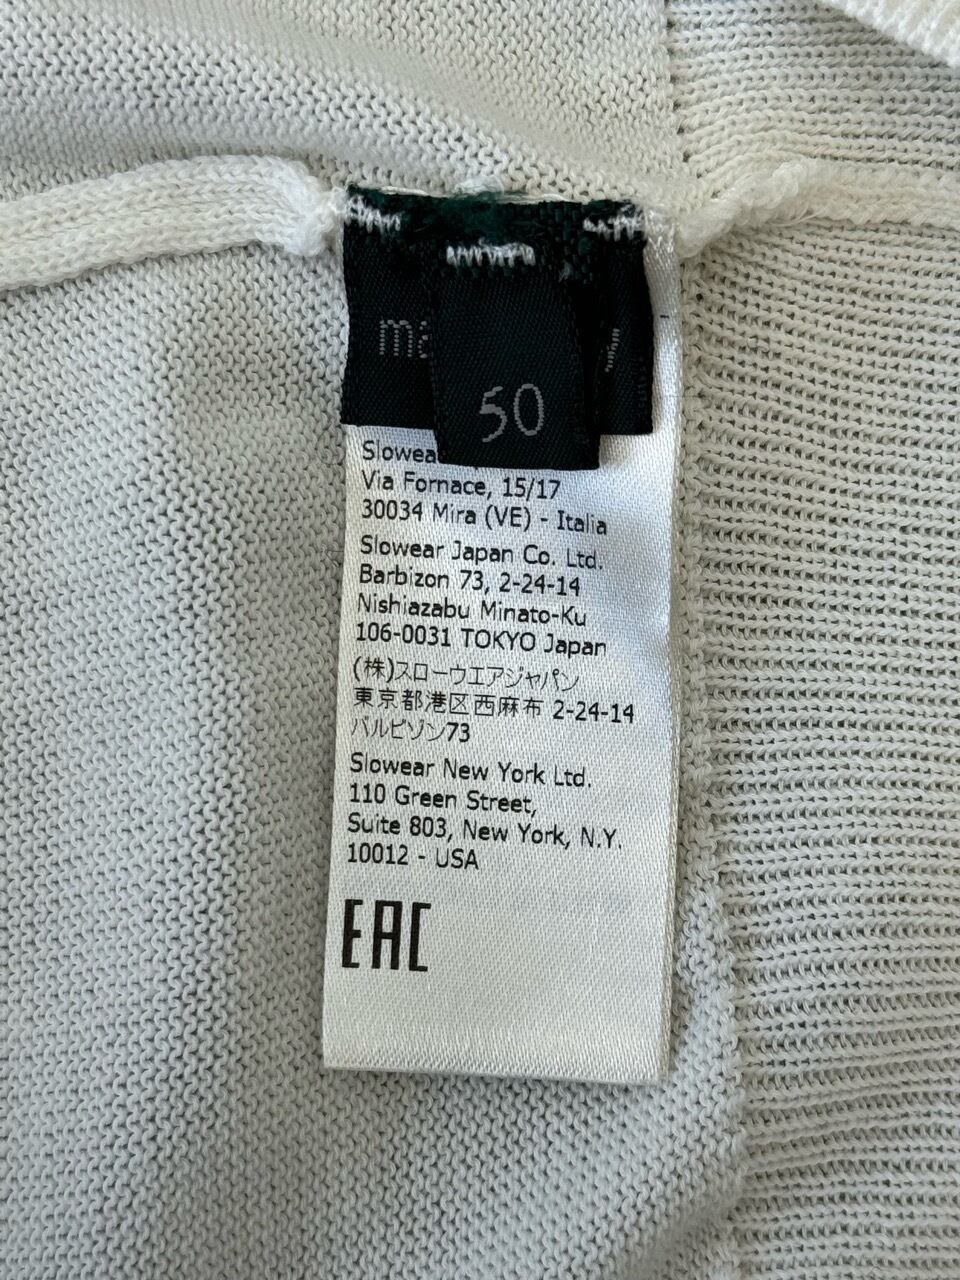 ma
50
Slowea
Via Fornace, 15/17
30034 Mira (VE) - Italia
Slowear Japan Co. Ltd.
Barbizon 73, 2-24-14
Nishiazabu Minato-Ku
106-0031 TOKYO Japan
(株)スローウエアジャパン
東京都港区西麻布 2-24-14
バルビゾン73
Slowear New York Ltd.
110 Green Street,
Suite 803, New York, N.Y.
10012 - USA
EAC